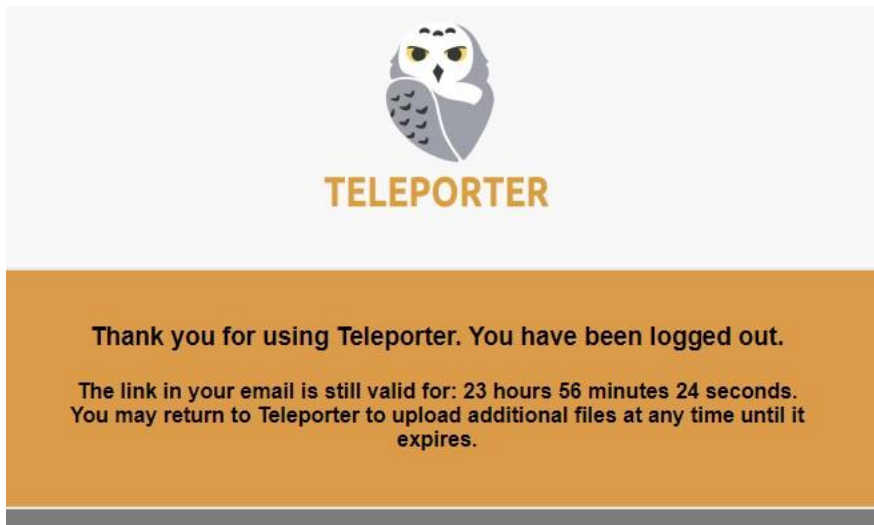 TELEPORTER
Thank you for using Teleporter. You have been logged out.
The link in your email is still valid for: 23 hours 56 minutes 24 seconds.
You may return to Teleporter to upload additional files at any time until it
expires.